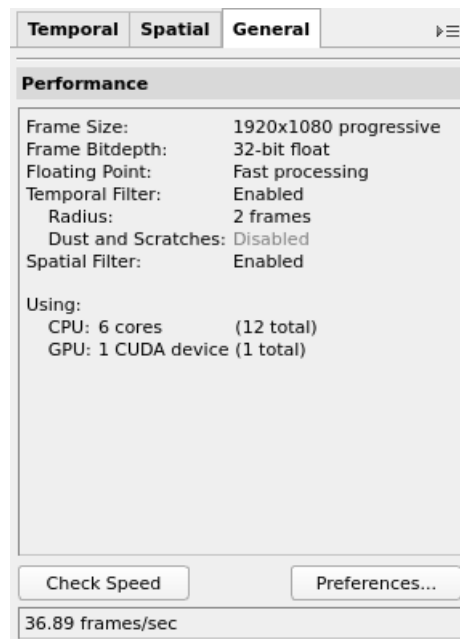 Temporal Spatial General
Performance
Frame Size: 1920x1080 progressive
Frame Bitdepth: 32-bit float
Floating Point: Fast processing
Temporal Filter: Enabled
Radius: 2 frames
Dust and Scratches: Disabled
Spatial Filter: Enabled
Using:
CPU: 6 cores (12 total)
GPU: 1 CUDA device (1 total)
Check Speed Preferences...
36.89 frames/sec